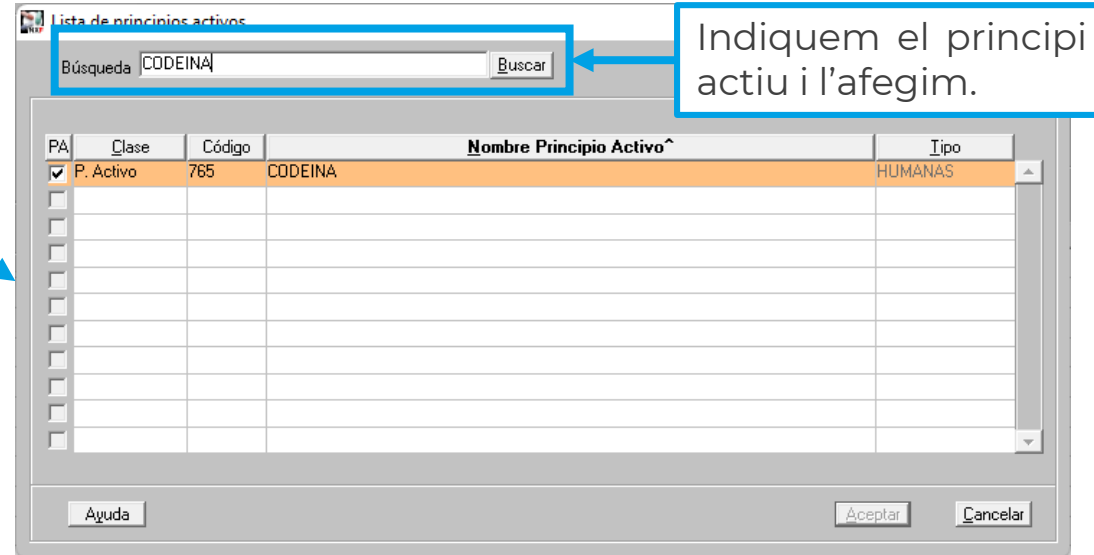 Lista de principios activos
Indiquem el principi
actiu i l'afegim.
Búsqueda CODEINA Buscar
PA Clase Código Nombre Principio Activo^ Tipo
P. Activo 765 CODEINA HUMANAS
Ayuda Aceptar Cancelar